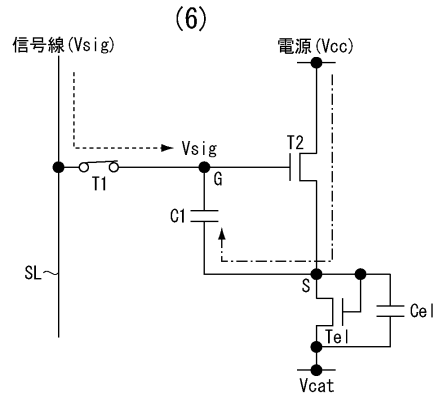 (6)
信号線(Vsig)
電源(Vcc)
Vsig
T2
T1
G
C1
SL
S
Cel
Tel
Vcat